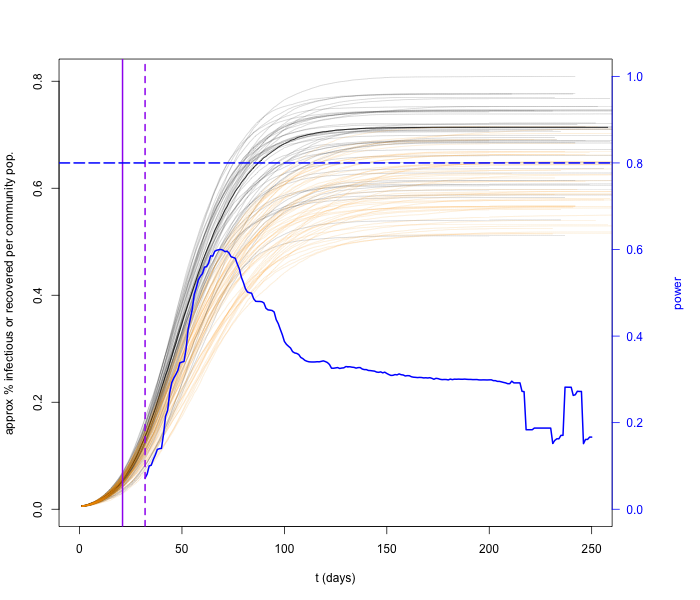 approx % infectious or recovered per community pop.
0.8
0.6
0.4
0.2
0.0
1.0
0.8
0.6
0.4
0.2
0.0
power
0 50 100 150 200 250
t (days)